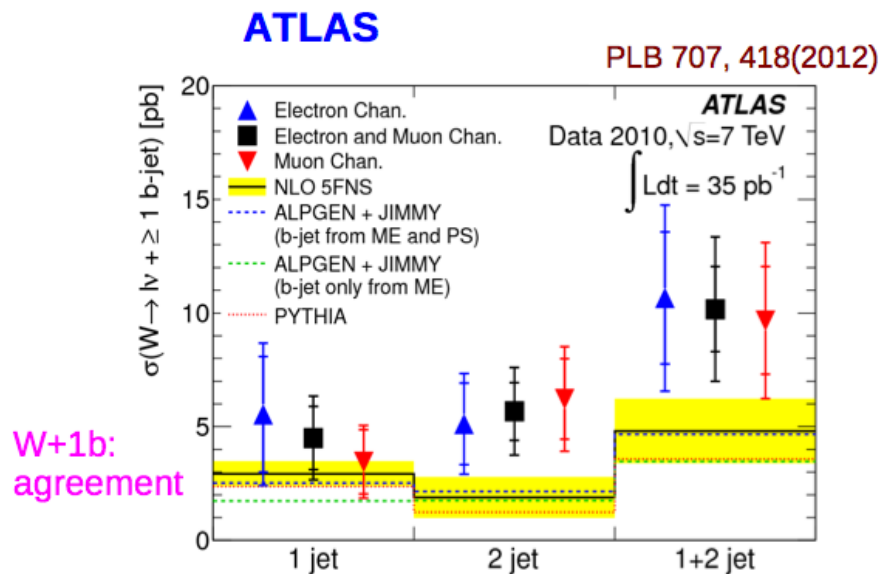 ATLAS
PLB 707, 418(2012)
σ(W→ lν + ≥ 1 b-jet) [pb]
20
15
10
5
0
Electron Chan.
Electron and Muon Chan.
Muon Chan.
NLO 5FNS
ALPGEN + JIMMY
(b-jet from ME and PS)
ALPGEN + JIMMY
(b-jet only from ME)
PYTHIA
ATLAS
Data 2010,√s=7 TeV
∫ Ldt = 35 pb⁻¹
W+1b:
agreement
1 jet
2 jet
1+2 jet